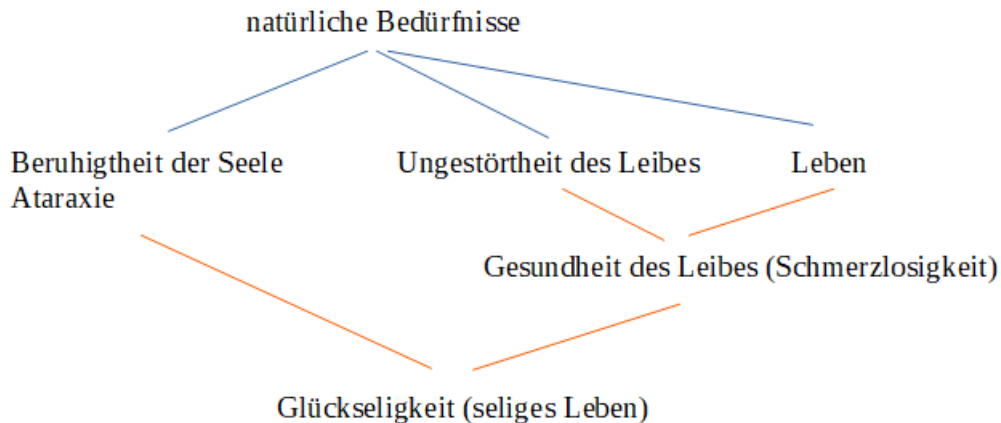 natürliche Bedürfnisse
Beruhigtheit der Seele
Ataraxie
Ungestörtheit des Leibes
Leben
Gesundheit des Leibes (Schmerzlosigkeit)
Glückseligkeit (seliges Leben)